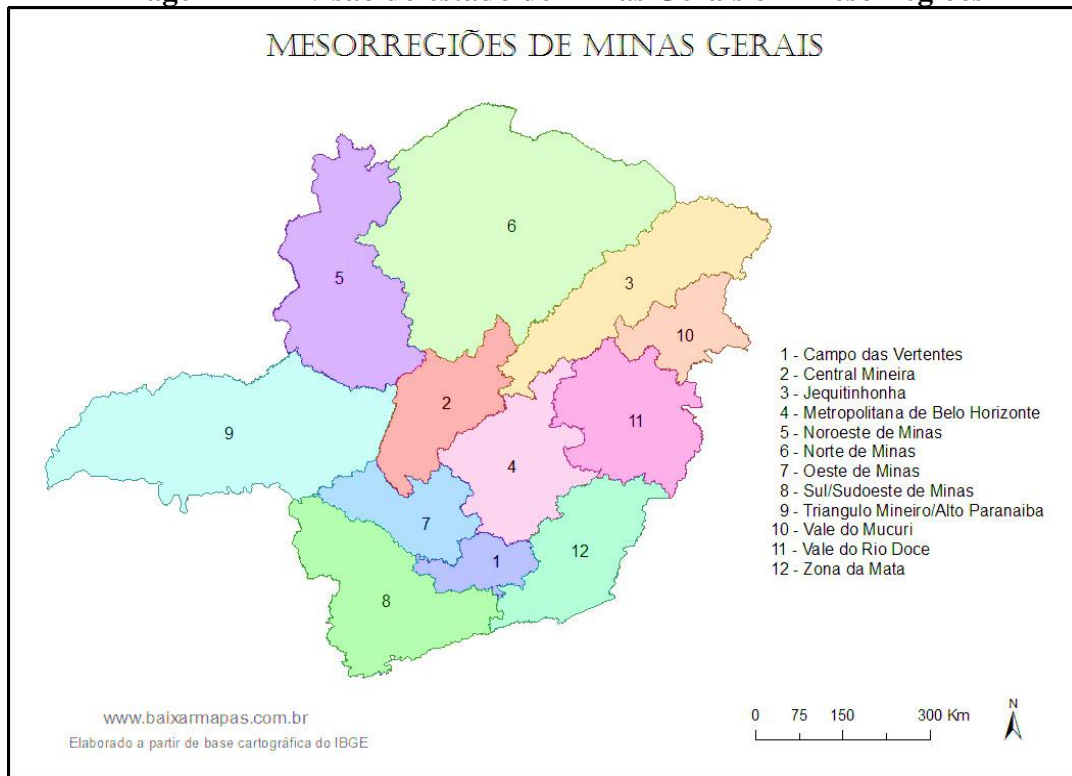 MESORREGIÕES DE MINAS GERAIS
6
5
3
10
2
9
11
4
7
12
1
8
1 - Campo das Vertentes
2 - Central Mineira
3 - Jequitinhonha
4 - Metropolitana de Belo Horizonte
5 - Noroeste de Minas
6 - Norte de Minas
7 - Oeste de Minas
8 - Sul/Sudoeste de Minas
9 - Triangulo Mineiro/Alto Paranaiba
10 - Vale do Mucuri
11 - Vale do Rio Doce
12 - Zona da Mata
www.baixarmapas.com.br
Elaborado a partir de base cartográfica do IBGE
0 75 150 300 Km
N